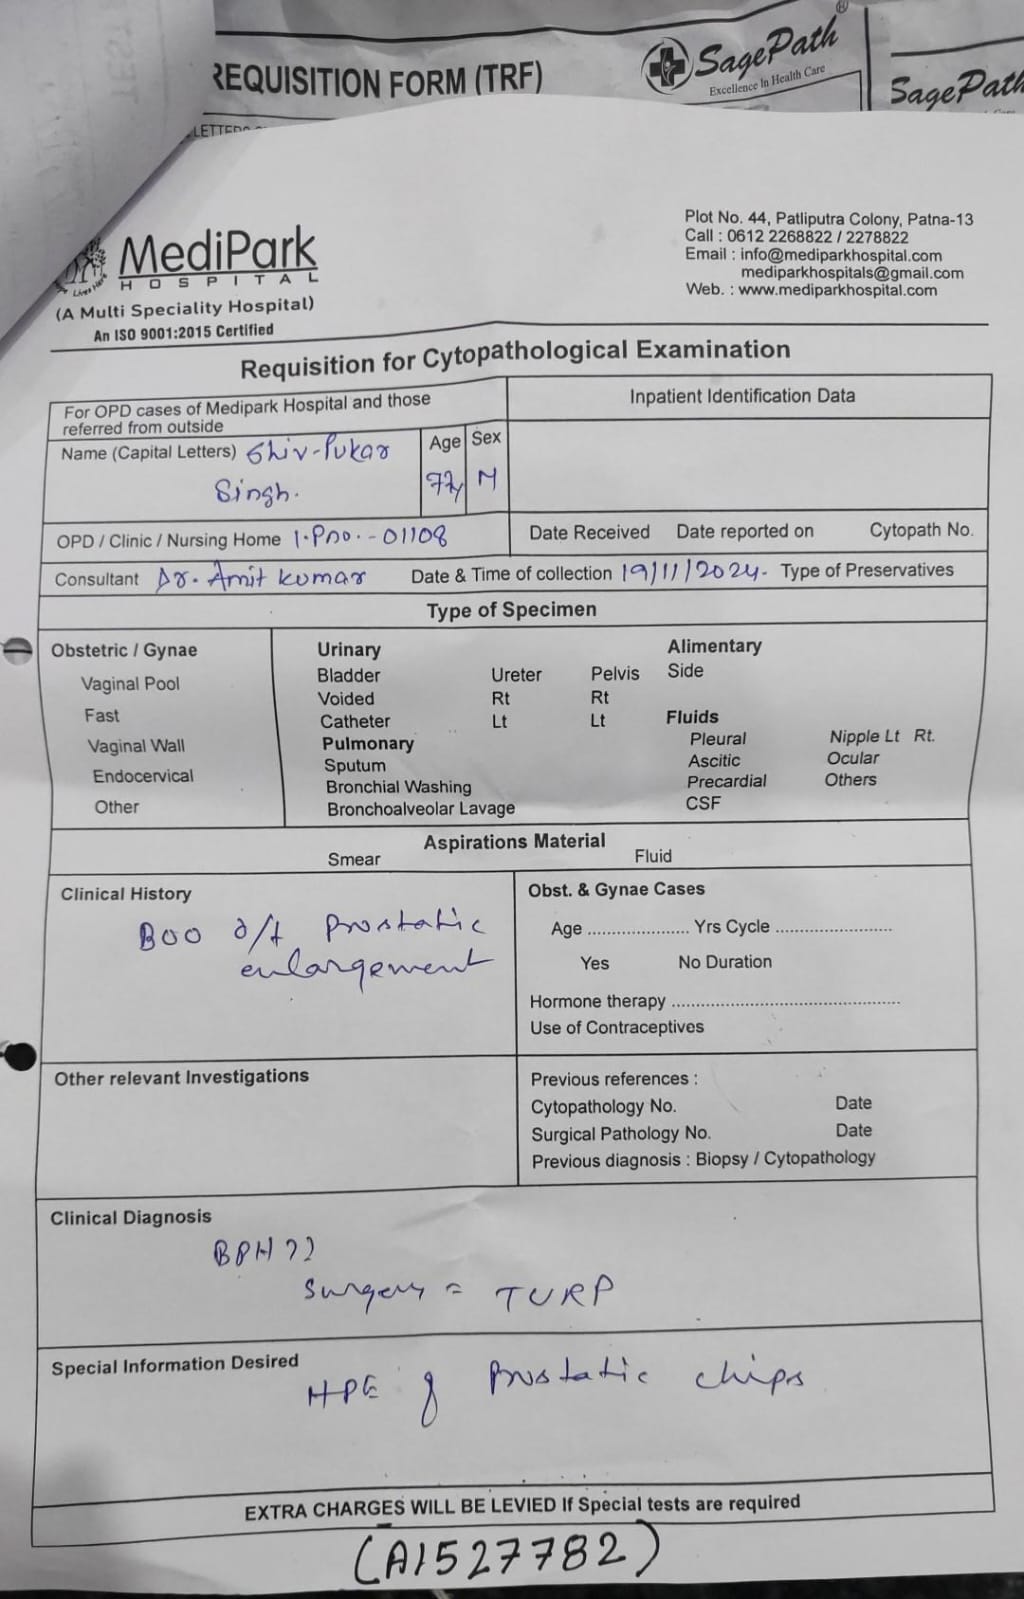 REQUISITION FORM (TRF)
SagePath®
Excellence In Health Care
SagePath
MediPark
HOSPITAL
(A Multi Speciality Hospital)
An ISO 9001:2015 Certified
Plot No. 44, Patliputra Colony, Patna-13
Call : 0612 2268822 / 2278822
Email : info@mediparkhospital.com
mediparkhospitals@gmail.com
Web. : www.mediparkhospital.com
Requisition for Cytopathological Examination
For OPD cases of Medipark Hospital and those
referred from outside
Inpatient Identification Data
Name (Capital Letters) Shiv-Pukar
Singh.
Age Sex
77y M
OPD / Clinic / Nursing Home I.Pno.-01108
Date Received Date reported on Cytopath No.
Consultant Dr. Amit kumar Date & Time of collection 19/11/2024. Type of Preservatives
Type of Specimen
Obstetric / Gynae
Vaginal Pool
Fast
Vaginal Wall
Endocervical
Other
Urinary
Bladder Ureter Pelvis
Voided Rt Rt
Catheter Lt Lt
Pulmonary
Sputum
Bronchial Washing
Bronchoalveolar Lavage
Alimentary
Side
Fluids
Pleural Nipple Lt Rt.
Ascitic Ocular
Precardial Others
CSF
Aspirations Material
Smear Fluid
Clinical History
BOO d/t Prostatic
enlargement
Obst. & Gynae Cases
Age .................... Yrs Cycle .......................
Yes No Duration
Hormone therapy .............................................
Use of Contraceptives
Other relevant Investigations
Previous references :
Cytopathology No. Date
Surgical Pathology No. Date
Previous diagnosis : Biopsy / Cytopathology
Clinical Diagnosis
BPH ??
Surgery = TURP
Special Information Desired
HPE of Prostatic chips
EXTRA CHARGES WILL BE LEVIED If Special tests are required
(A1527782)